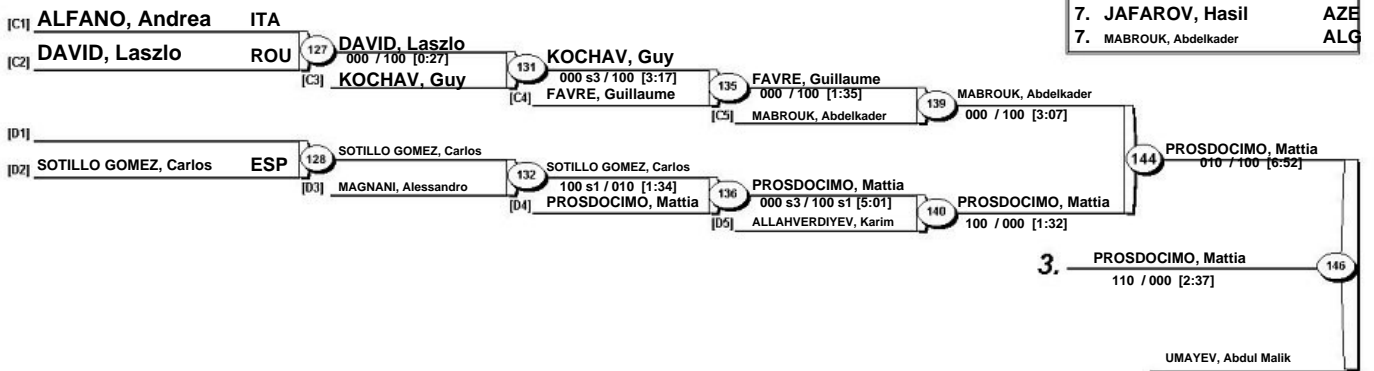 7. JAFAROV, Hasil AZE
7. MABROUK, Abdelkader ALG
[C1] ALFANO, Andrea ITA
[C2] DAVID, Laszlo ROU
127
DAVID, Laszlo
000 / 100 [0:27]
[C3] KOCHAV, Guy
131
KOCHAV, Guy
000 s3 / 100 [3:17]
[C4] FAVRE, Guillaume
135
FAVRE, Guillaume
000 / 100 [1:35]
[C5] MABROUK, Abdelkader
139
MABROUK, Abdelkader
000 / 100 [3:07]
[D1]
[D2] SOTILLO GOMEZ, Carlos ESP
128
SOTILLO GOMEZ, Carlos
[D3] MAGNANI, Alessandro
132
SOTILLO GOMEZ, Carlos
100 s1 / 010 [1:34]
[D4] PROSDOCIMO, Mattia
136
PROSDOCIMO, Mattia
000 s3 / 100 s1 [5:01]
[D5] ALLAHVERDIYEV, Karim
140
PROSDOCIMO, Mattia
100 / 000 [1:32]
144
PROSDOCIMO, Mattia
010 / 100 [6:52]
3. PROSDOCIMO, Mattia
110 / 000 [2:37]
146
UMAYEV, Abdul Malik